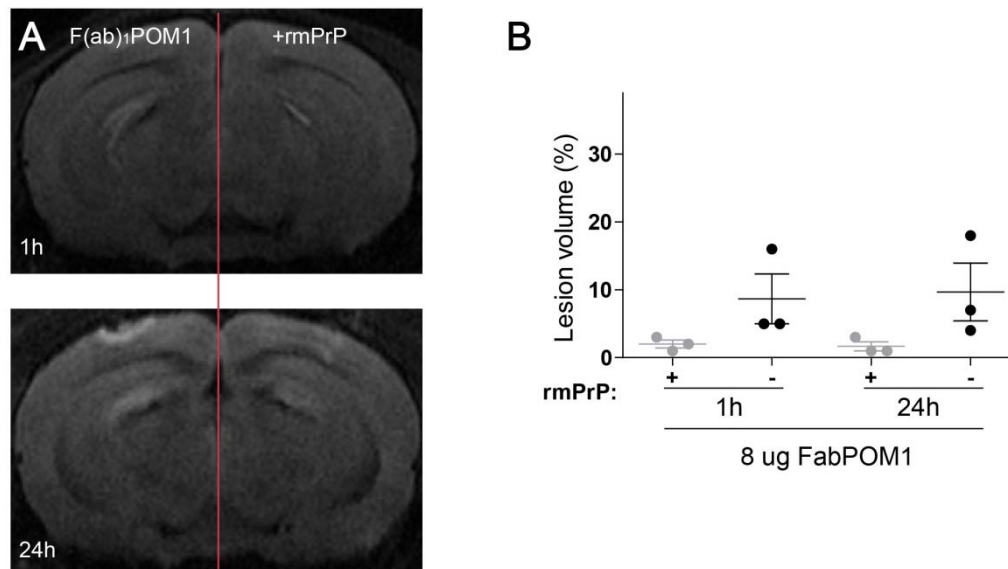 A
F(ab)₁POM1
+rmPrP
1h
24h
B
Lesion volume (%)
30
20
10
0
rmPrP:
+
-
+
-
1h
24h
8 ug FabPOM1